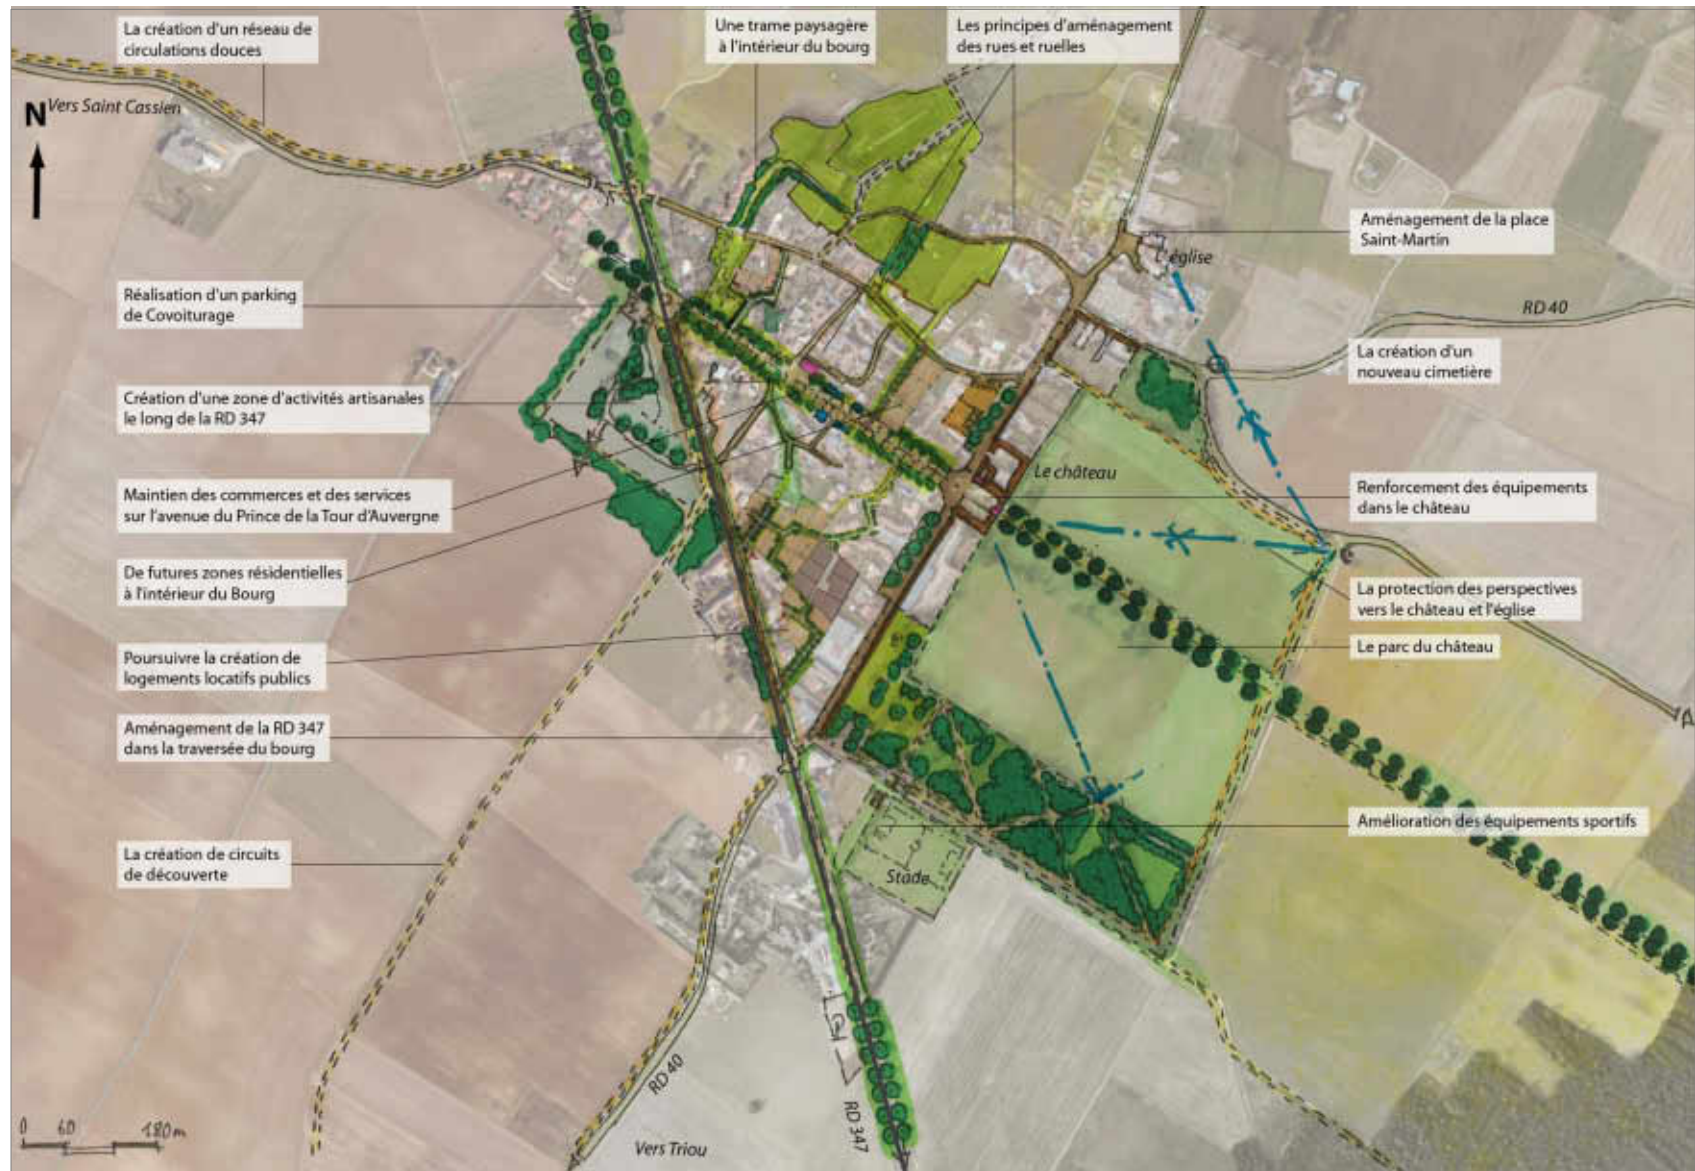 La création d'un réseau de
circulations douces
Une trame paysagère
à l'intérieur du bourg
Les principes d'aménagement
des rues et ruelles
N
Vers Saint Cassien
Aménagement de la place
Saint-Martin
L'église
Réalisation d'un parking
de Covoiturage
RD 40
La création d'un
nouveau cimetière
Création d'une zone d'activités artisanales
le long de la RD 347
Le château
Maintien des commerces et des services
sur l'avenue du Prince de la Tour d'Auvergne
Renforcement des équipements
dans le château
De futures zones résidentielles
à l'intérieur du Bourg
La protection des perspectives
vers le château et l'église
Le parc du château
Poursuivre la création de
logements locatifs publics
Aménagement de la RD 347
dans la traversée du bourg
Amélioration des équipements sportifs
La création de circuits
de découverte
Stade
RD 40
RD 347
0 60 180m
Vers Triou